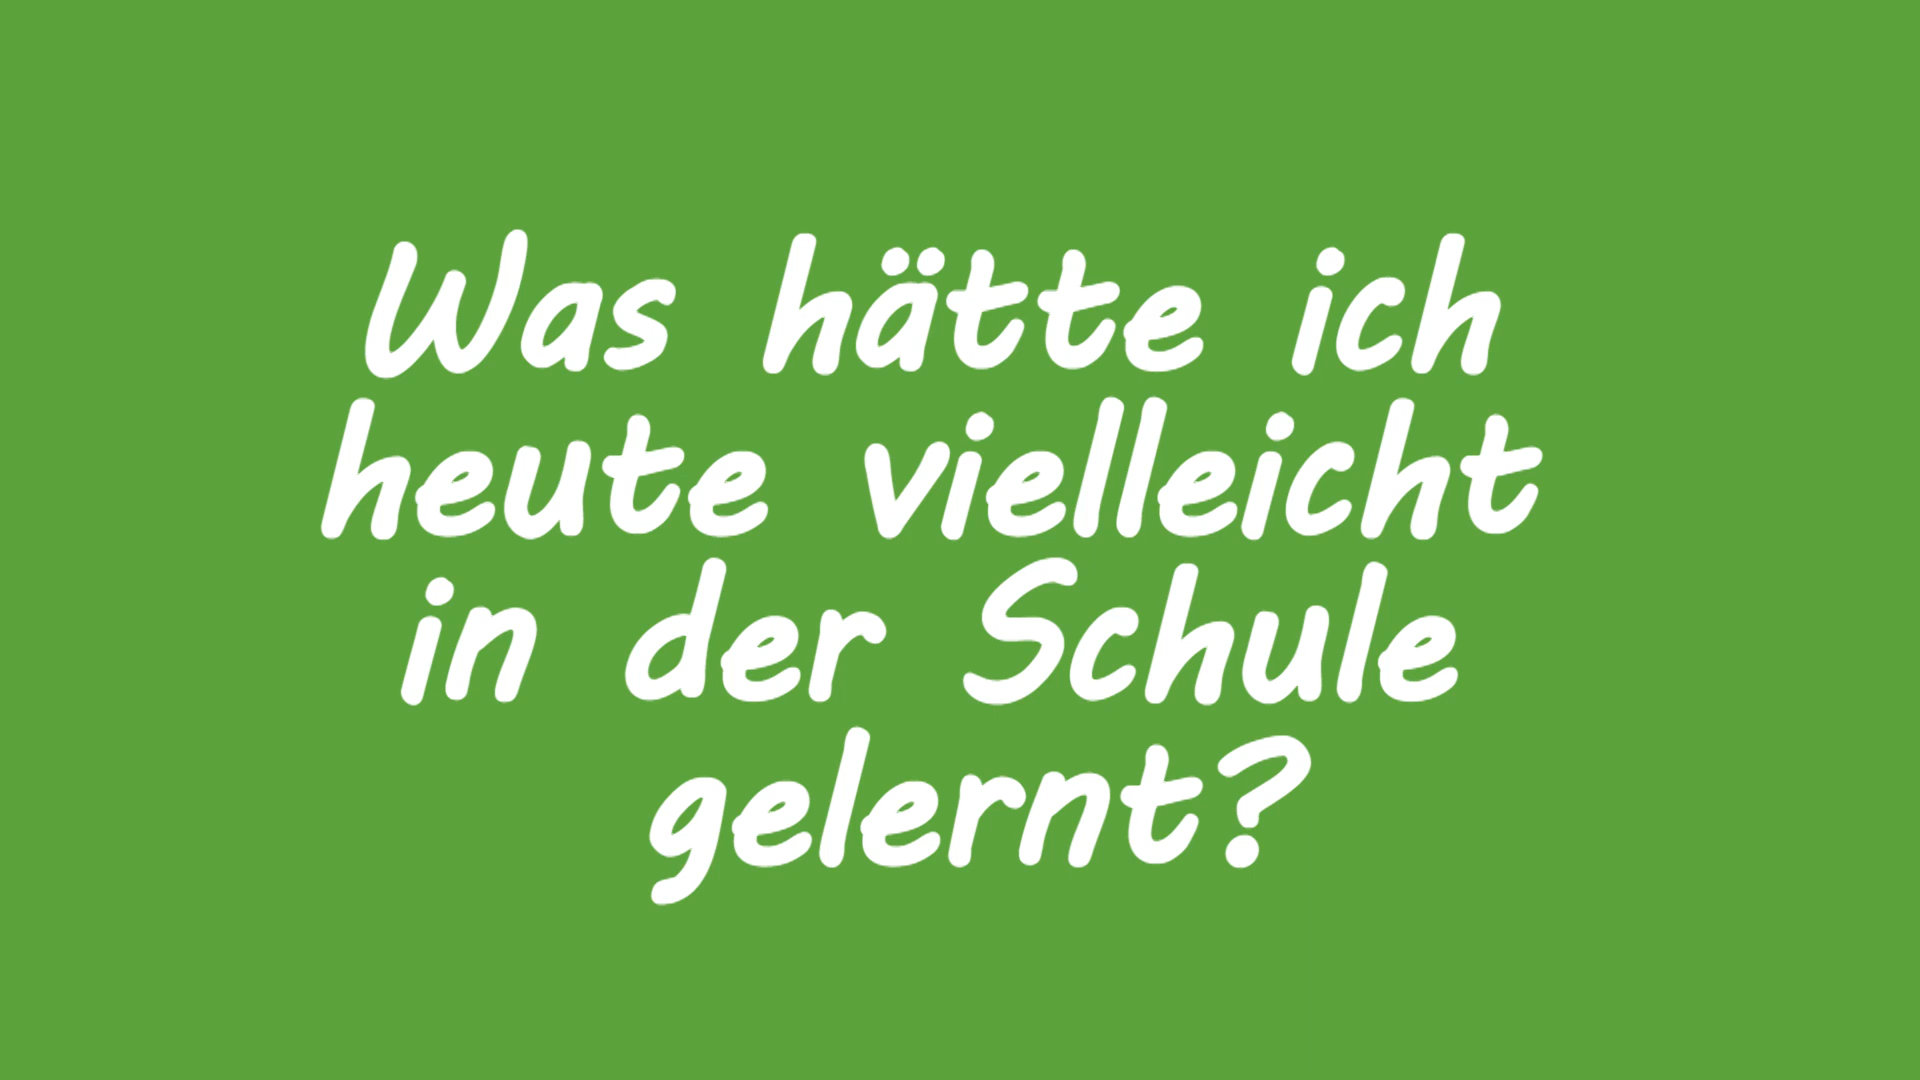 Was hätte ich
heute vielleicht
in der Schule
gelernt?